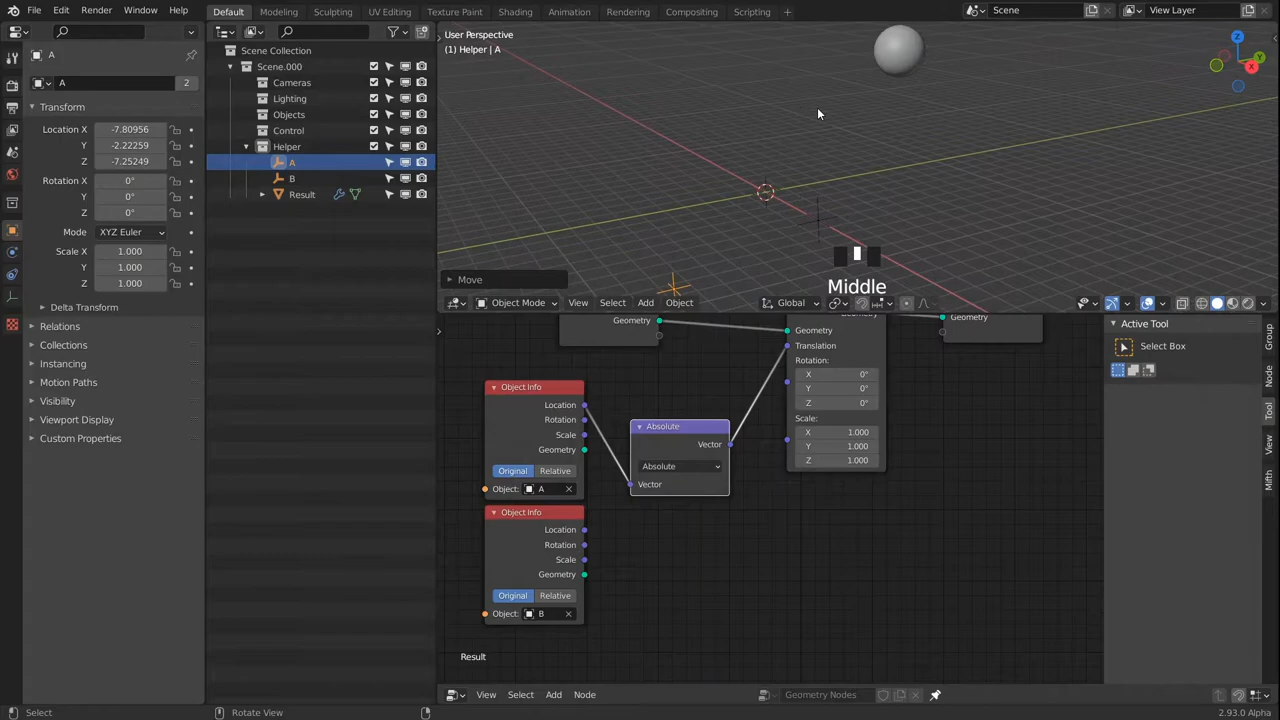 File Edit Render Window Help
Default Modeling Sculpting UV Editing Texture Paint Shading Animation Rendering Compositing Scripting +
Scene
View Layer
A
A 2
Transform
Location X -7.80956
Y -2.22259
Z -7.25249
Rotation X 0°
Y 0°
Z 0°
Mode XYZ Euler
Scale X 1.000
Y 1.000
Z 1.000
Delta Transform
Relations
Collections
Instancing
Motion Paths
Visibility
Viewport Display
Custom Properties
Scene Collection
Scene.000
Cameras
Lighting
Objects
Control
Helper
A
B
Result
User Perspective
(1) Helper | A
Z
Y
X
Move
Middle
Object Mode View Select Add Object
Global
Geometry
Object Info
Location
Rotation
Scale
Geometry
Original Relative
Object: A
Object Info
Location
Rotation
Scale
Geometry
Original Relative
Object: B
Absolute
Vector
Absolute
Vector
Geometry
Geometry
Translation
Rotation:
X 0°
Y 0°
Z 0°
Scale:
X 1.000
Y 1.000
Z 1.000
Geometry
Result
Active Tool
Select Box
Group
Node
Tool
View
Mifth
View Select Add Node
Geometry Nodes
Select
Rotate View
2.93.0 Alpha